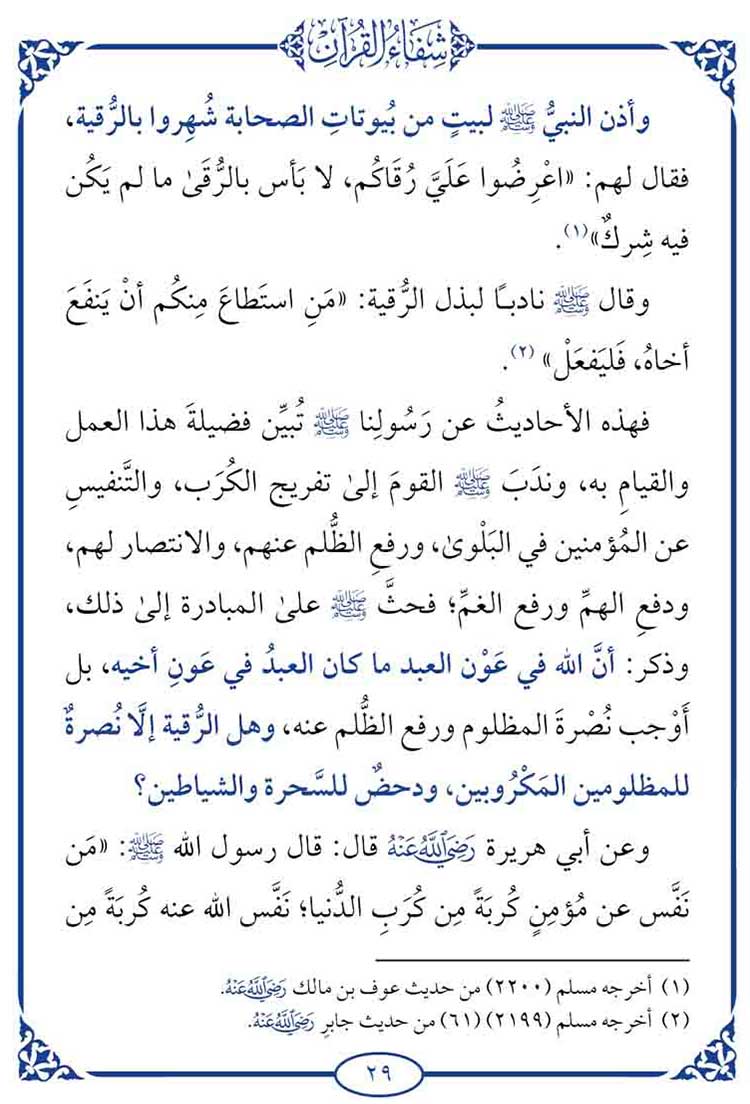 شِفَاءُ القُرْآنِ
وأذن النبيُّ ﷺ لبيتٍ من بيُوتاتِ الصحابة شُهِروا بالرُّقية،
فقال لهم: «اعْرِضُوا عَلَيَّ رُقَاكُم، لا بَأس بالرُّقَىٰ ما لم يَكُن
فيه شِركٌ»(١).
وقال ﷺ نادبـًا لبذل الرُّقية: «مَنِ استَطاعَ مِنكُم أنْ يَنفَعَ
أخاهُ، فَليَفعَلْ» (٢).
فهذه الأحاديثُ عن رَسُولِنا ﷺ تُبيِّن فضيلةَ هذا العمل
والقيامِ به، وندَبَ ﷺ القومَ إلىٰ تفريج الكُرَب، والتَّنفيسِ
عن المُؤمنين في البَلْوىٰ، ورفعِ الظُّلم عنهم، والانتصار لهم،
ودفعِ الهمِّ ورفع الغمِّ؛ فحثَّ ﷺ علىٰ المبادرة إلىٰ ذلك،
وذكر: أنَّ الله في عَوْن العبد ما كان العبدُ في عَونِ أخيه، بل
أَوْجب نُصْرةَ المظلوم ورفع الظُّلم عنه، وهل الرُّقية إلَّا نُصرةٌ
للمظلومين المَكْرُوبين، ودحضٌ للسَّحرة والشياطين؟
وعن أبي هريرة رَضِيَ اللَّهُ عَنْهُ قال: قال رسول الله ﷺ: «مَن
نَفَّس عن مُؤمنٍ كُربَةً مِن كُرَبِ الدُّنيا؛ نَفَّس الله عنه كُربَةً مِن
(١) أخرجه مسلم (٢٢٠٠) من حديث عوف بن مالك رَضِيَ اللَّهُ عَنْهُ.
(٢) أخرجه مسلم (٢١٩٩) (٦١) من حديث جابرِ رَضِيَ اللَّهُ عَنْهُ.
٢٩